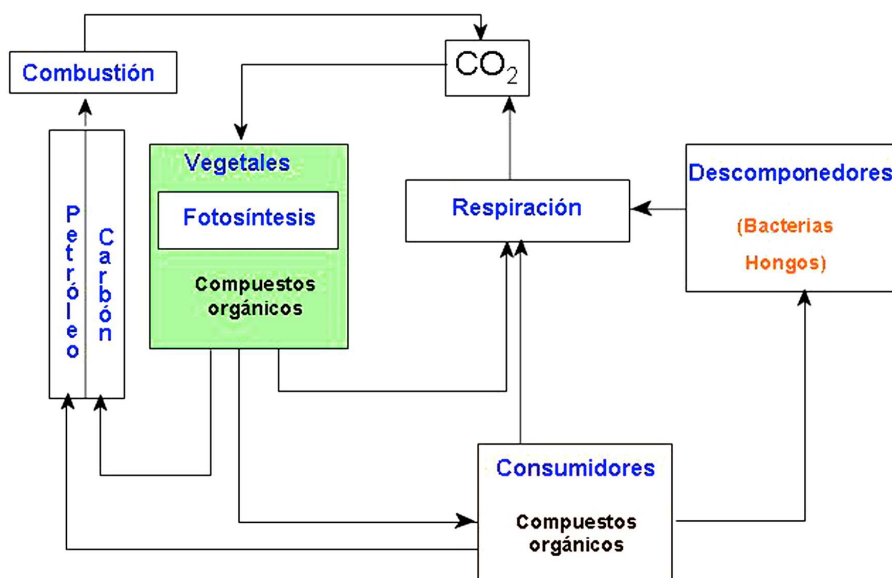 Combustión
CO2
Vegetales
Fotosíntesis
Compuestos
orgánicos
Petróleo
Carbón
Respiración
Descomponedores
(Bacterias
Hongos)
Consumidores
Compuestos
orgánicos